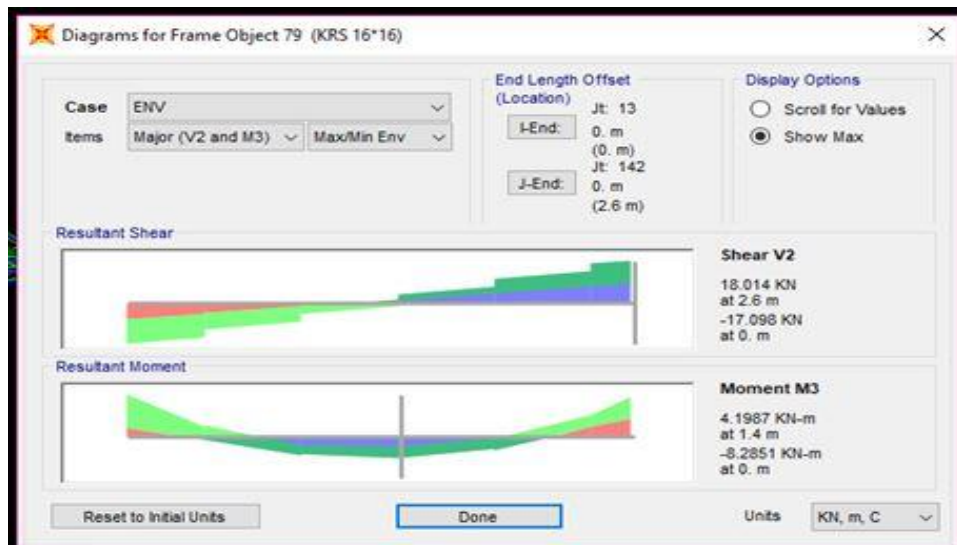 Diagrams for Frame Object 79 (KRS 16*16)
Case ENV
Items Major (V2 and M3) Max/Min Env
End Length Offset
(Location)
I-End:
Jt: 13
0. m
(0. m)
J-End:
Jt: 142
0. m
(2.6 m)
Display Options
Scroll for Values
Show Max
Resultant Shear
Shear V2
18.014 KN
at 2.6 m
-17.098 KN
at 0. m
Resultant Moment
Moment M3
4.1987 KN-m
at 1.4 m
-8.2851 KN-m
at 0. m
Reset to Initial Units
Done
Units KN, m, C